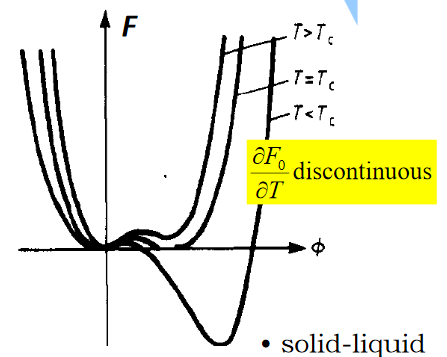 F
T>T_c
T=T_c
T<T_c
∂F₀/∂T discontinuous
ϕ
• solid-liquid